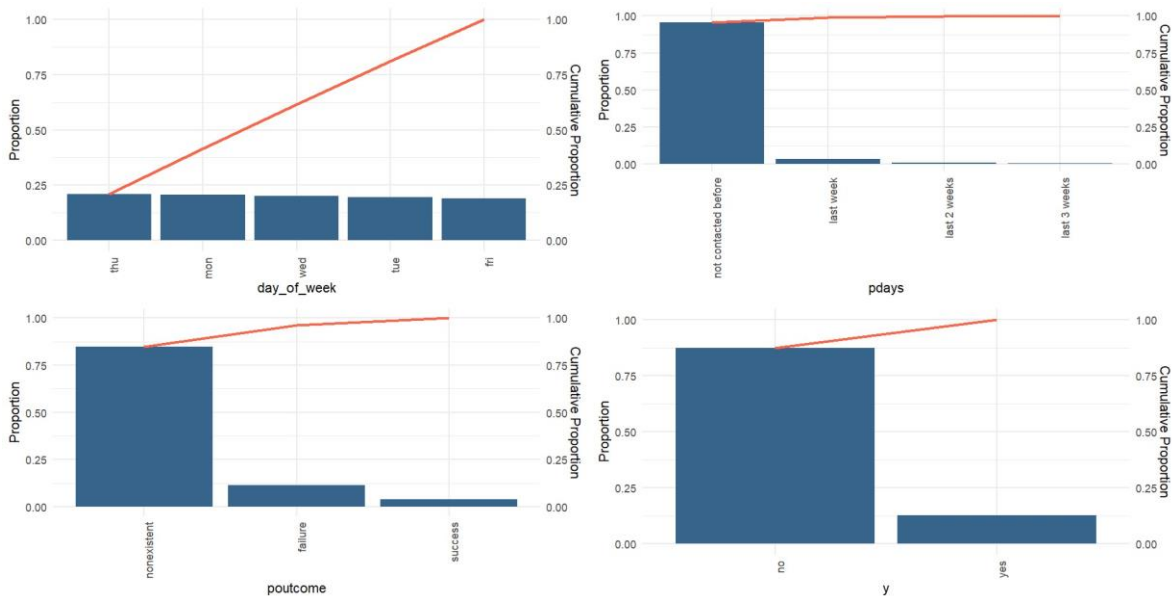 1.00
0.75
0.50
0.25
0.00
Proportion
1.00
0.75
0.50
0.25
0.00
Cumulative Proportion
thu
mon
wed
tue
fri
day_of_week
1.00
0.75
0.50
0.25
0.00
Proportion
1.00
0.75
0.50
0.25
0.00
Cumulative Proportion
not contacted before
last week
last 2 weeks
last 3 weeks
pdays
1.00
0.75
0.50
0.25
0.00
Proportion
1.00
0.75
0.50
0.25
0.00
Cumulative Proportion
nonexistent
failure
success
poutcome
1.00
0.75
0.50
0.25
0.00
Proportion
1.00
0.75
0.50
0.25
0.00
Cumulative Proportion
no
yes
y